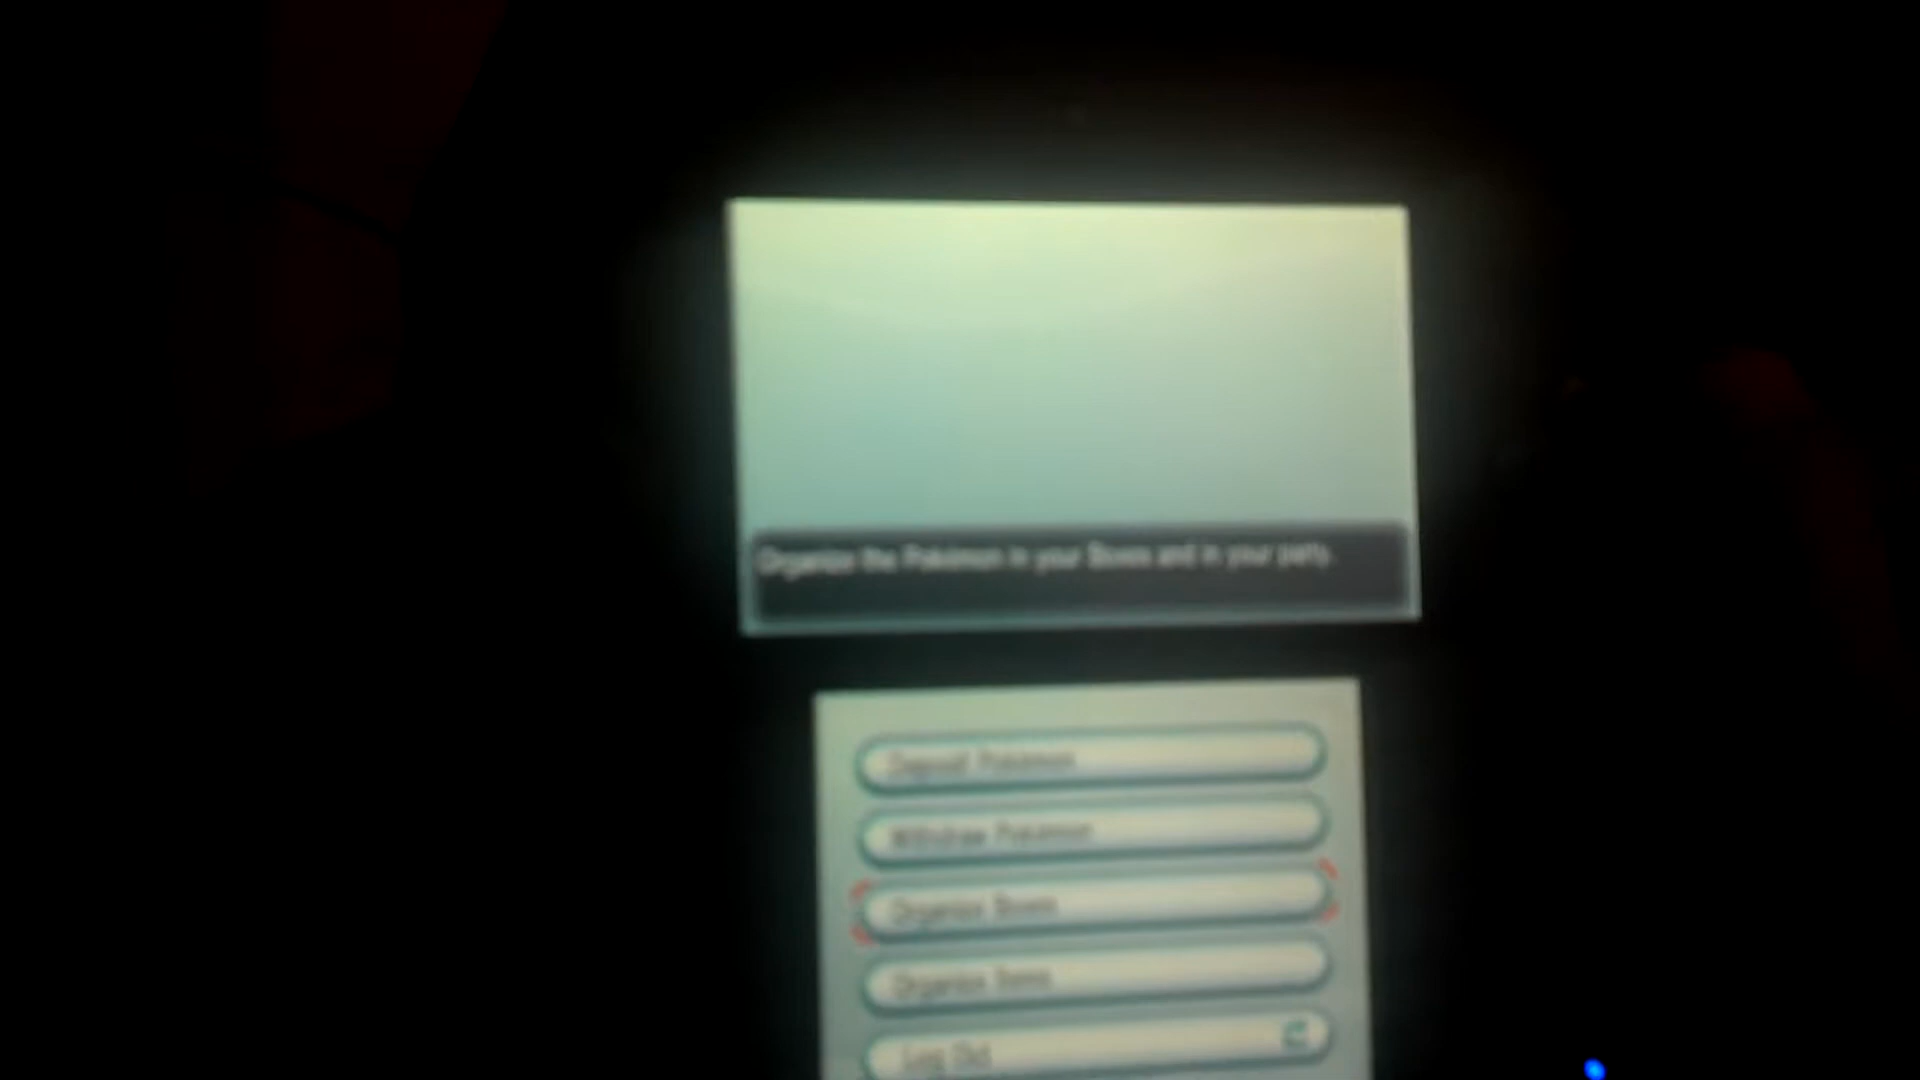 Organize the Pokémon in your Boxes and in your party.
Deposit Pokémon
Withdraw Pokémon
Organize Boxes
Organize Items
Log Out